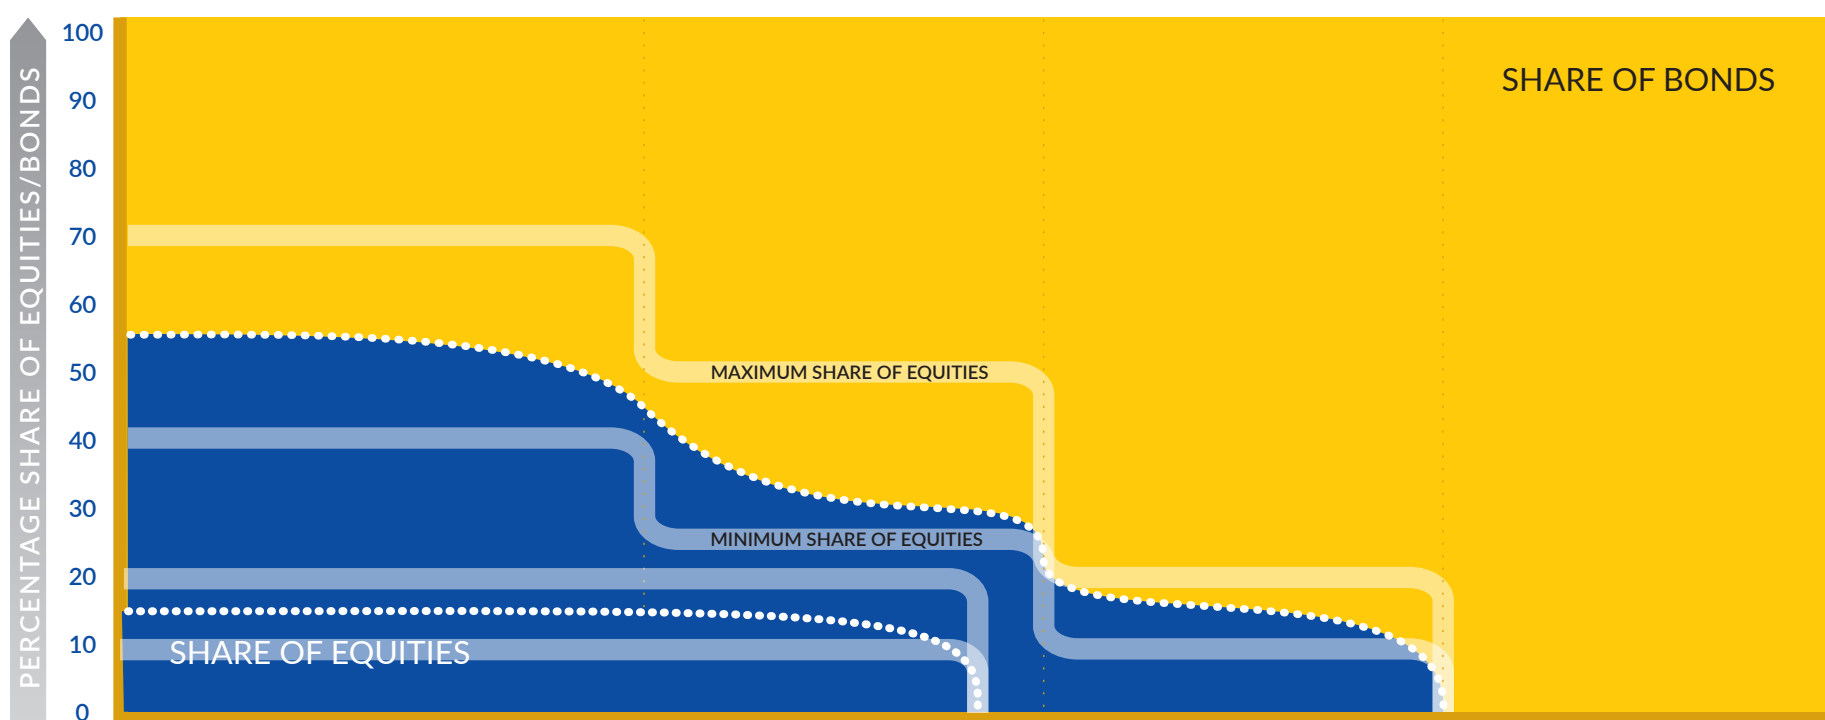 PERCENTAGE SHARE OF EQUITIES/BONDS
100
90
80
70
60
50
40
30
20
10
0
SHARE OF BONDS
MAXIMUM SHARE OF EQUITIES
MINIMUM SHARE OF EQUITIES
SHARE OF EQUITIES